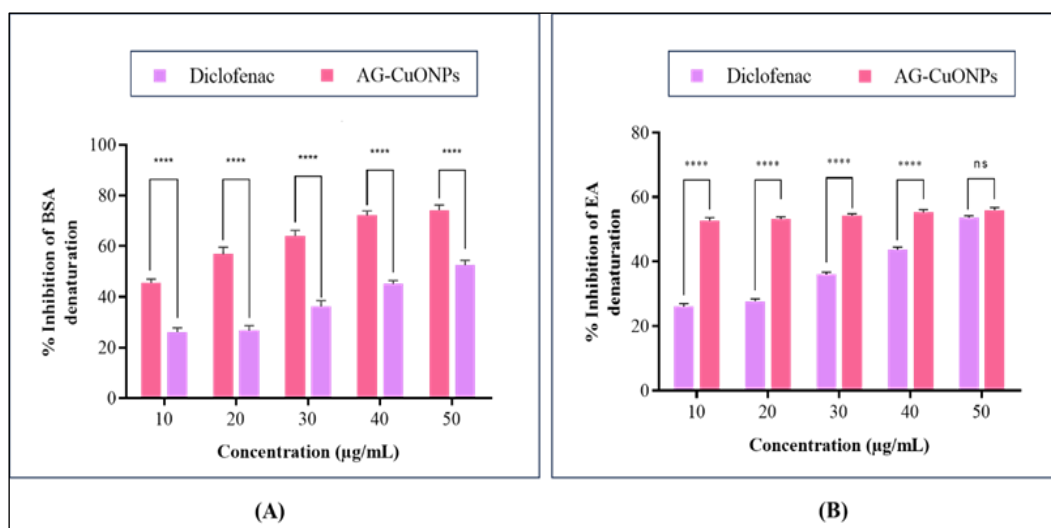 Diclofenac AG-CuONPs
% Inhibition of BSA
denaturation
100
80
60
40
20
0
**** **** **** **** ****
10 20 30 40 50
Concentration (µg/mL)
(A)
Diclofenac AG-CuONPs
% Inhibition of EA
denaturation
80
60
40
20
0
**** **** **** **** ns
10 20 30 40 50
Concentration (µg/mL)
(B)